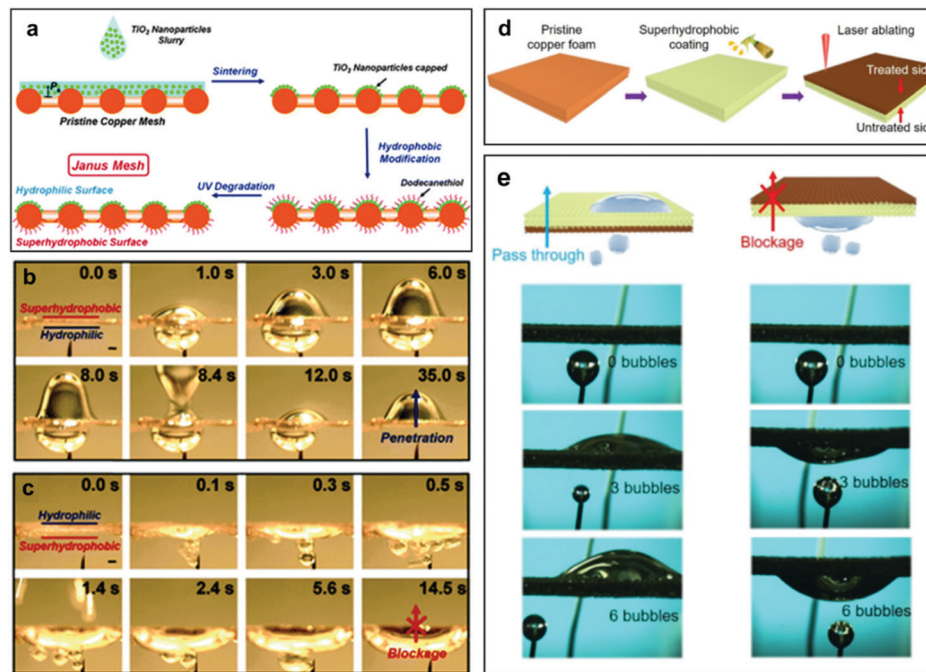 a
TiO₂ Nanoparticles
Slurry
P
Pristine Copper Mesh
Sintering
TiO₂ Nanoparticles capped
Hydrophobic
Modification
Dodecanethiol
UV Degradation
Janus Mesh
Hydrophilic Surface
Superhydrophobic Surface
b
0.0 s
Superhydrophobic
Hydrophilic
1.0 s
3.0 s
6.0 s
8.0 s
8.4 s
12.0 s
35.0 s
Penetration
c
0.0 s
Hydrophilic
Superhydrophobic
0.1 s
0.3 s
0.5 s
1.4 s
2.4 s
5.6 s
14.5 s
Blockage
d
Pristine
copper foam
Superhydrophobic
coating
Laser ablating
Treated side
Untreated side
e
Pass through
Blockage
0 bubbles
0 bubbles
3 bubbles
3 bubbles
6 bubbles
6 bubbles